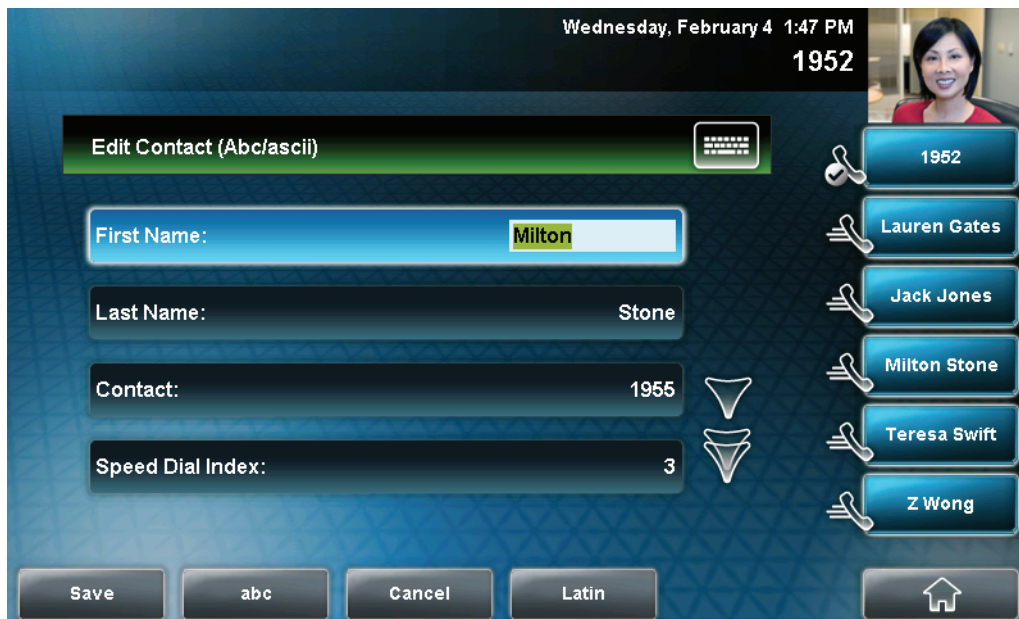 Wednesday, February 4 1:47 PM
1952
Edit Contact (Abc/ascii)
First Name: Milton
Last Name: Stone
Contact: 1955
Speed Dial Index: 3
1952
Lauren Gates
Jack Jones
Milton Stone
Teresa Swift
Z Wong
Save abc Cancel Latin